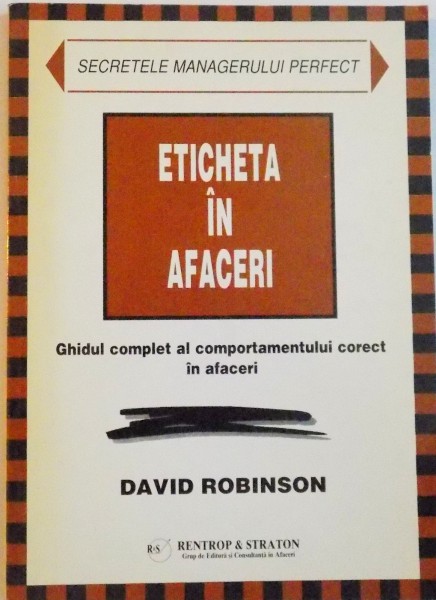 SECRETELE MANAGERULUI PERFECT
ETICHETA
ÎN
AFACERI
Ghidul complet al comportamentului corect
în afaceri
DAVID ROBINSON
R&S RENTROP & STRATON
Grup de Editură și Consultanță în Afaceri